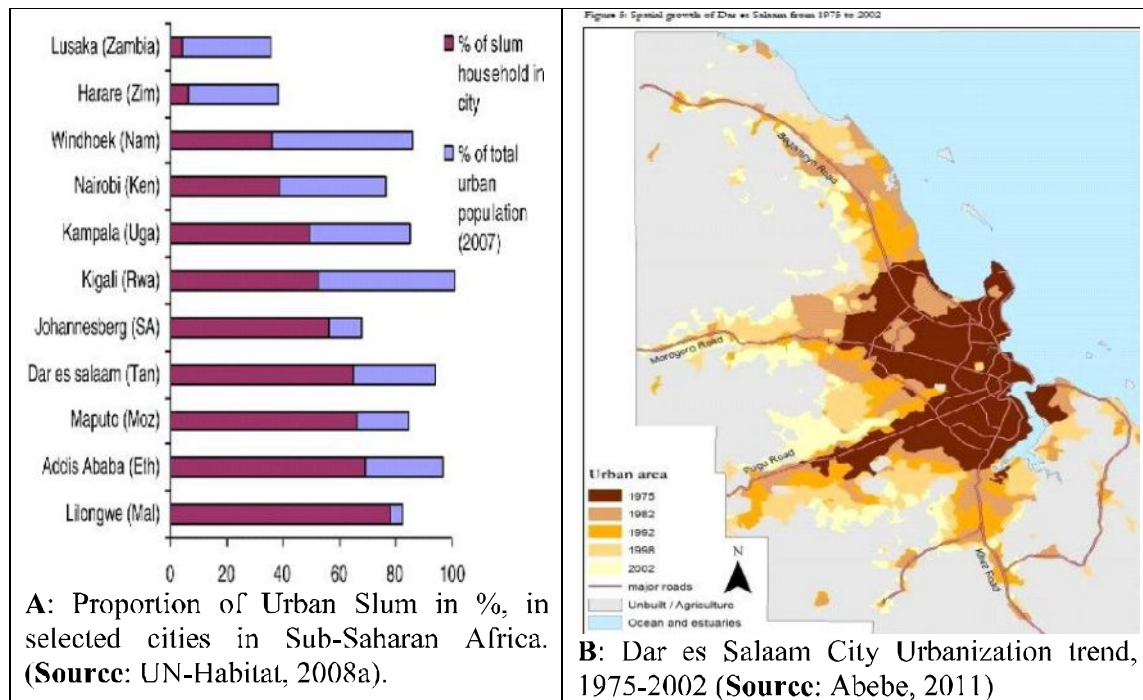 Lusaka (Zambia)
Harare (Zim)
Windhoek (Nam)
Nairobi (Ken)
Kampala (Uga)
Kigali (Rwa)
Johannesberg (SA)
Dar es salaam (Tan)
Maputo (Moz)
Addis Ababa (Eth)
Lilongwe (Mal)
0 20 40 60 80 100
% of slum
household in
city
% of total
urban
population
(2007)
A: Proportion of Urban Slum in %, in
selected cities in Sub-Saharan Africa.
(Source: UN-Habitat, 2008a).
Figure 5: Spatial growth of Dar es Salaam from 1975 to 2002
Bagamoyo Road
Morogoro Road
Pugu Road
Kilwa Road
Urban area
1975
1982
1992
1998
2002
major roads
Unbuilt / Agriculture
Ocean and estuaries
N
B: Dar es Salaam City Urbanization trend,
1975-2002 (Source: Abebe, 2011)